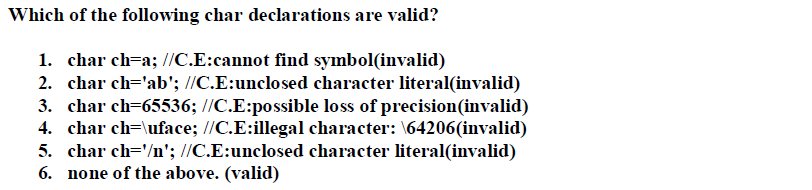 Which of the following char declarations are valid?
1. char ch=a; //C.E:cannot find symbol(invalid)
2. char ch='ab'; //C.E:unclosed character literal(invalid)
3. char ch=65536; //C.E:possible loss of precision(invalid)
4. char ch=\uface; //C.E:illegal character: \64206(invalid)
5. char ch='/n'; //C.E:unclosed character literal(invalid)
6. none of the above. (valid)